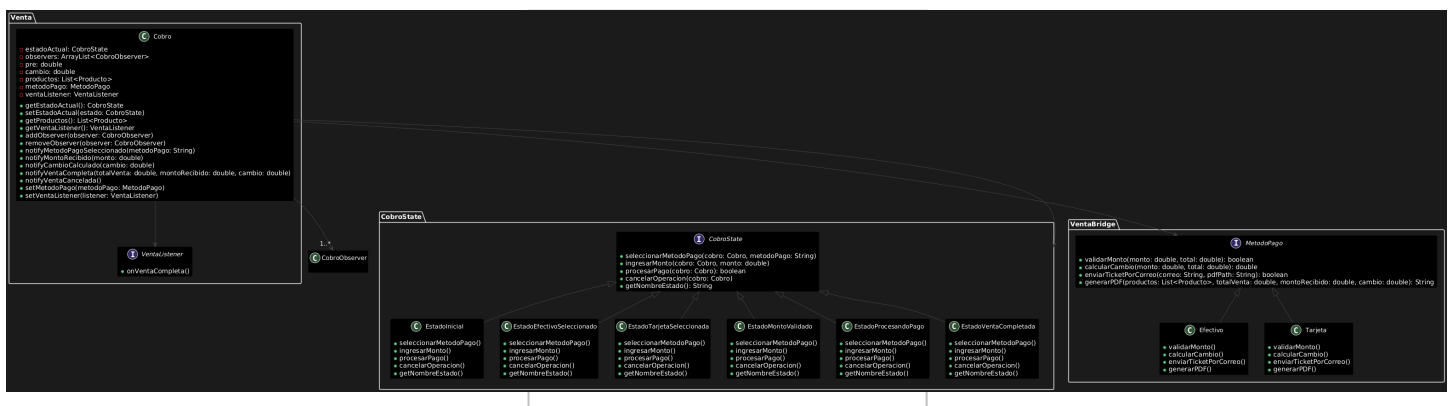 Venta
C Cobro
estadoActual: CobroState
observers: ArrayList<CobroObserver>
pre: double
cambio: double
productos: List<Producto>
metodoPago: MetodoPago
ventaListener: VentaListener
getEstadoActual(): CobroState
setEstadoActual(estado: CobroState)
getProductos(): List<Producto>
getVentaListener(): VentaListener
addObserver(observer: CobroObserver)
removeObserver(observer: CobroObserver)
notifyMetodoPagoSeleccionado(metodoPago: String)
notifyMontoRecibido(monto: double)
notifyCambioCalculado(cambio: double)
notifyVentaCompleta(totalVenta: double, montoRecibido: double, cambio: double)
notifyVentaCancelada()
setMetodoPago(metodoPago: MetodoPago)
setVentaListener(listener: VentaListener)
I VentaListener
onVentaCompleta()
1..*
C CobroObserver
CobroState
I CobroState
seleccionarMetodoPago(cobro: Cobro, metodoPago: String)
ingresarMonto(cobro: Cobro, monto: double)
procesarPago(cobro: Cobro): boolean
cancelarOperacion(cobro: Cobro)
getNombreEstado(): String
C EstadoInicial
seleccionarMetodoPago()
ingresarMonto()
procesarPago()
cancelarOperacion()
getNombreEstado()
C EstadoEfectivoSeleccionado
seleccionarMetodoPago()
ingresarMonto()
procesarPago()
cancelarOperacion()
getNombreEstado()
C EstadoTarjetaSeleccionada
seleccionarMetodoPago()
ingresarMonto()
procesarPago()
cancelarOperacion()
getNombreEstado()
C EstadoMontoValidado
seleccionarMetodoPago()
ingresarMonto()
procesarPago()
cancelarOperacion()
getNombreEstado()
C EstadoProcesandoPago
seleccionarMetodoPago()
ingresarMonto()
procesarPago()
cancelarOperacion()
getNombreEstado()
C EstadoVentaCompletada
seleccionarMetodoPago()
ingresarMonto()
procesarPago()
cancelarOperacion()
getNombreEstado()
VentaBridge
I MetodoPago
validarMonto(monto: double, total: double): boolean
calcularCambio(monto: double, total: double): double
enviarTicketPorCorreo(correo: String, pdfPath: String): boolean
generarPDF(productos: List<Producto>, totalVenta: double, montoRecibido: double, cambio: double): String
C Efectivo
validarMonto()
calcularCambio()
enviarTicketPorCorreo()
generarPDF()
C Tarjeta
validarMonto()
calcularCambio()
enviarTicketPorCorreo()
generarPDF()